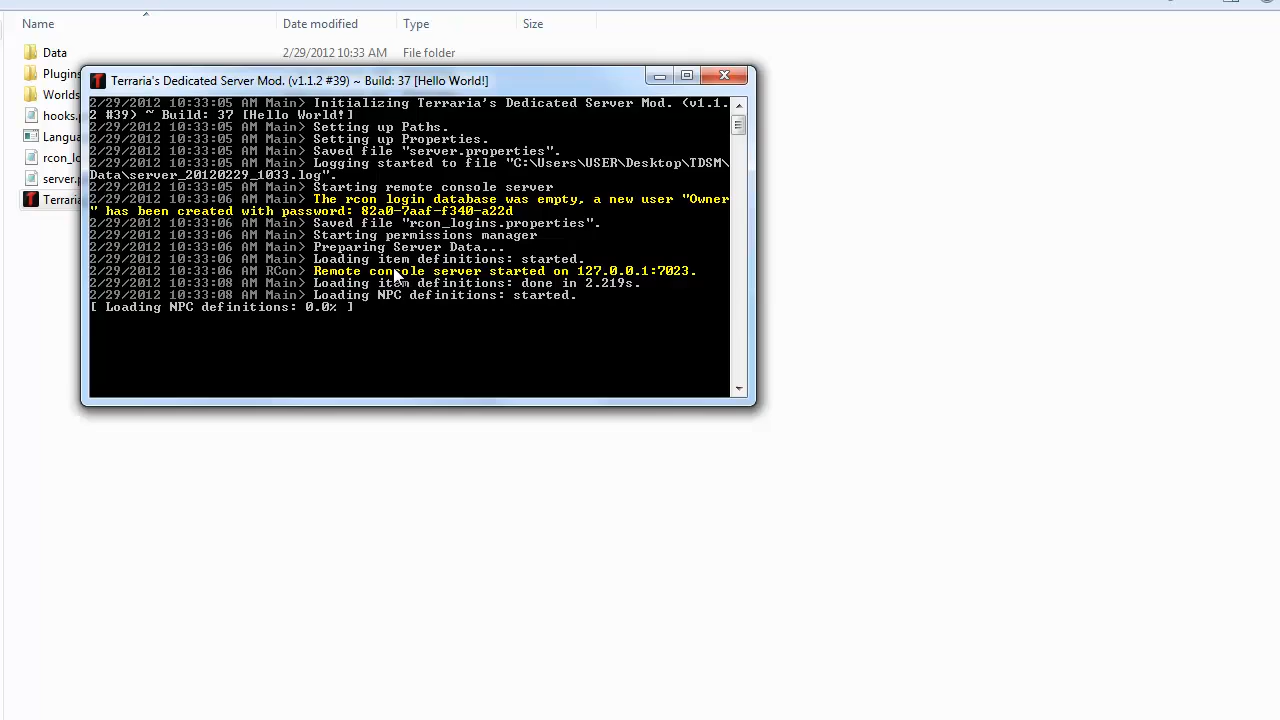 Name Date modified Type Size
Data 2/29/2012 10:33 AM File folder
Plugins
Worlds
hooks.
Langua
rcon_lo
server.p
Terraria
Terraria's Dedicated Server Mod. (v1.1.2 #39) ~ Build: 37 [Hello World!]
2/29/2012 10:33:05 AM Main> Initializing Terraria's Dedicated Server Mod. (v1.1.
2 #39) ~ Build: 37 [Hello World!]
2/29/2012 10:33:05 AM Main> Setting up Paths.
2/29/2012 10:33:05 AM Main> Setting up Properties.
2/29/2012 10:33:05 AM Main> Saved file "server.properties".
2/29/2012 10:33:05 AM Main> Logging started to file "C:\Users\USER\Desktop\TDSM\
Data\server_20120229_1033.log".
2/29/2012 10:33:05 AM Main> Starting remote console server
2/29/2012 10:33:06 AM Main> The rcon login database was empty, a new user "Owner
" has been created with password: 82a0-7aaf-f340-a22d
2/29/2012 10:33:06 AM Main> Saved file "rcon_logins.properties".
2/29/2012 10:33:06 AM Main> Starting permissions manager
2/29/2012 10:33:06 AM Main> Preparing Server Data...
2/29/2012 10:33:06 AM Main> Loading item definitions: started.
2/29/2012 10:33:06 AM RCon> Remote console server started on 127.0.0.1:7023.
2/29/2012 10:33:08 AM Main> Loading item definitions: done in 2.219s.
2/29/2012 10:33:08 AM Main> Loading NPC definitions: started.
[ Loading NPC definitions: 0.0% ]